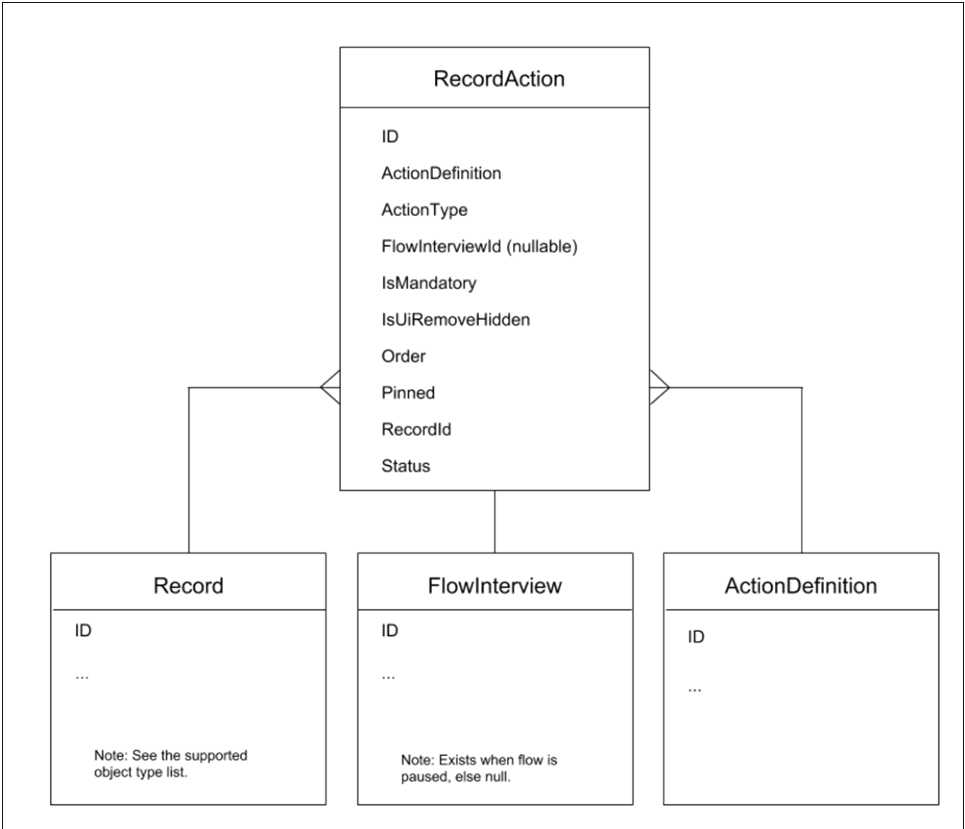 RecordAction
ID
ActionDefinition
ActionType
FlowInterviewId (nullable)
IsMandatory
IsUiRemoveHidden
Order
Pinned
RecordId
Status
Record
ID
...
Note: See the supported
object type list.
FlowInterview
ID
...
Note: Exists when flow is
paused, else null.
ActionDefinition
ID
...